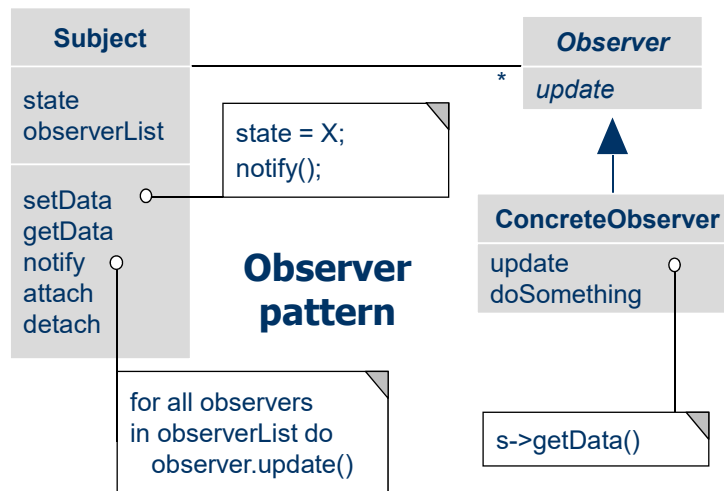 Subject
state
observerList
setData
getData
notify
attach
detach
state = X;
notify();
Observer
pattern
for all observers
in observerList do
observer.update()
*
Observer
update
ConcreteObserver
update
doSomething
s->getData()